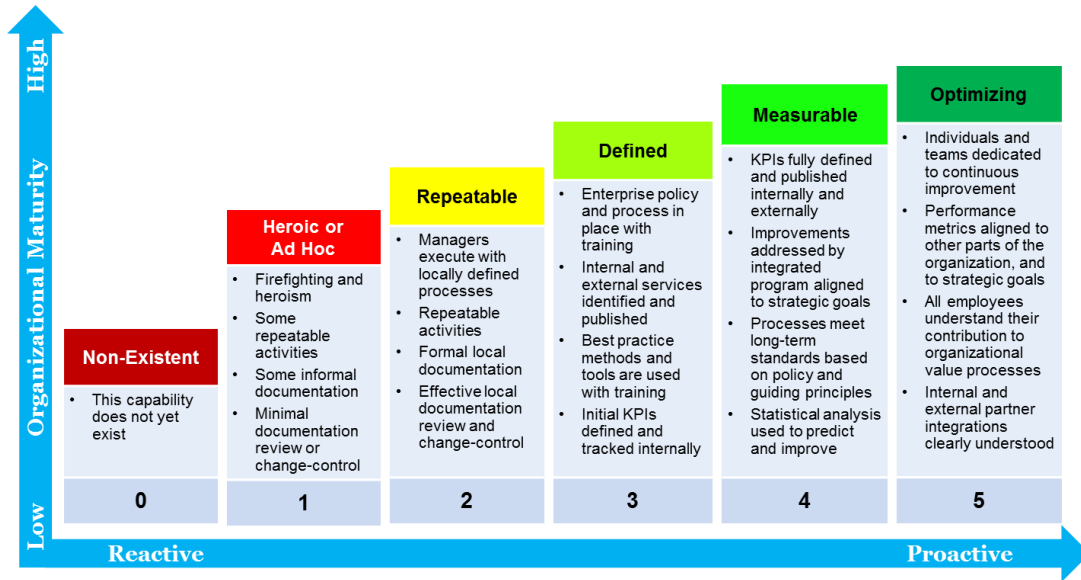 High
Organizational Maturity
Low
Non-Existent
• This capability
does not yet
exist
0
Heroic or
Ad Hoc
• Firefighting and
heroism
• Some
repeatable
activities
• Some informal
documentation
• Minimal
documentation
review or
change-control
1
Repeatable
• Managers
execute with
locally defined
processes
• Repeatable
activities
• Formal local
documentation
• Effective local
documentation
review and
change-control
2
Defined
• Enterprise policy
and process in
place with
training
• Internal and
external services
identified and
published
• Best practice
methods and
tools are used
with training
• Initial KPIs
defined and
tracked internally
3
Measurable
• KPIs fully defined
and published
internally and
externally
• Improvements
addressed by
integrated
program aligned
to strategic goals
• Processes meet
long-term
standards based
on policy and
guiding principles
• Statistical analysis
used to predict
and improve
4
Optimizing
• Individuals and
teams dedicated
to continuous
improvement
• Performance
metrics aligned to
other parts of the
organization, and
to strategic goals
• All employees
understand their
contribution to
organizational
value processes
• Internal and
external partner
integrations
clearly understood
5
Reactive
Proactive